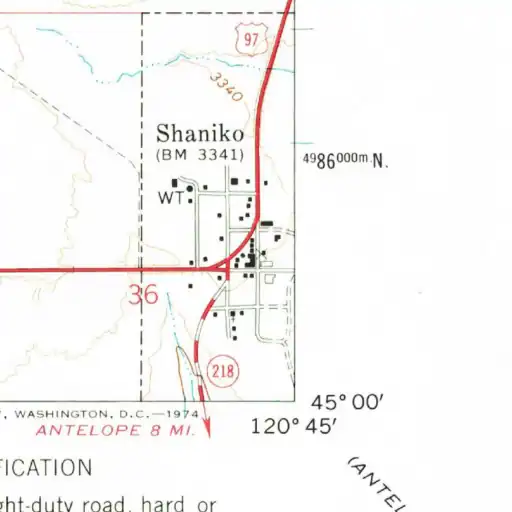 97
3340
Shaniko
(BM 3341)
4986000m.N.
WT
36
218
, WASHINGTON, D.C.—1974
45° 00'
ANTELOPE 8 MI.
120° 45'
FICATION
(ANTEL
ght-duty road, hard or